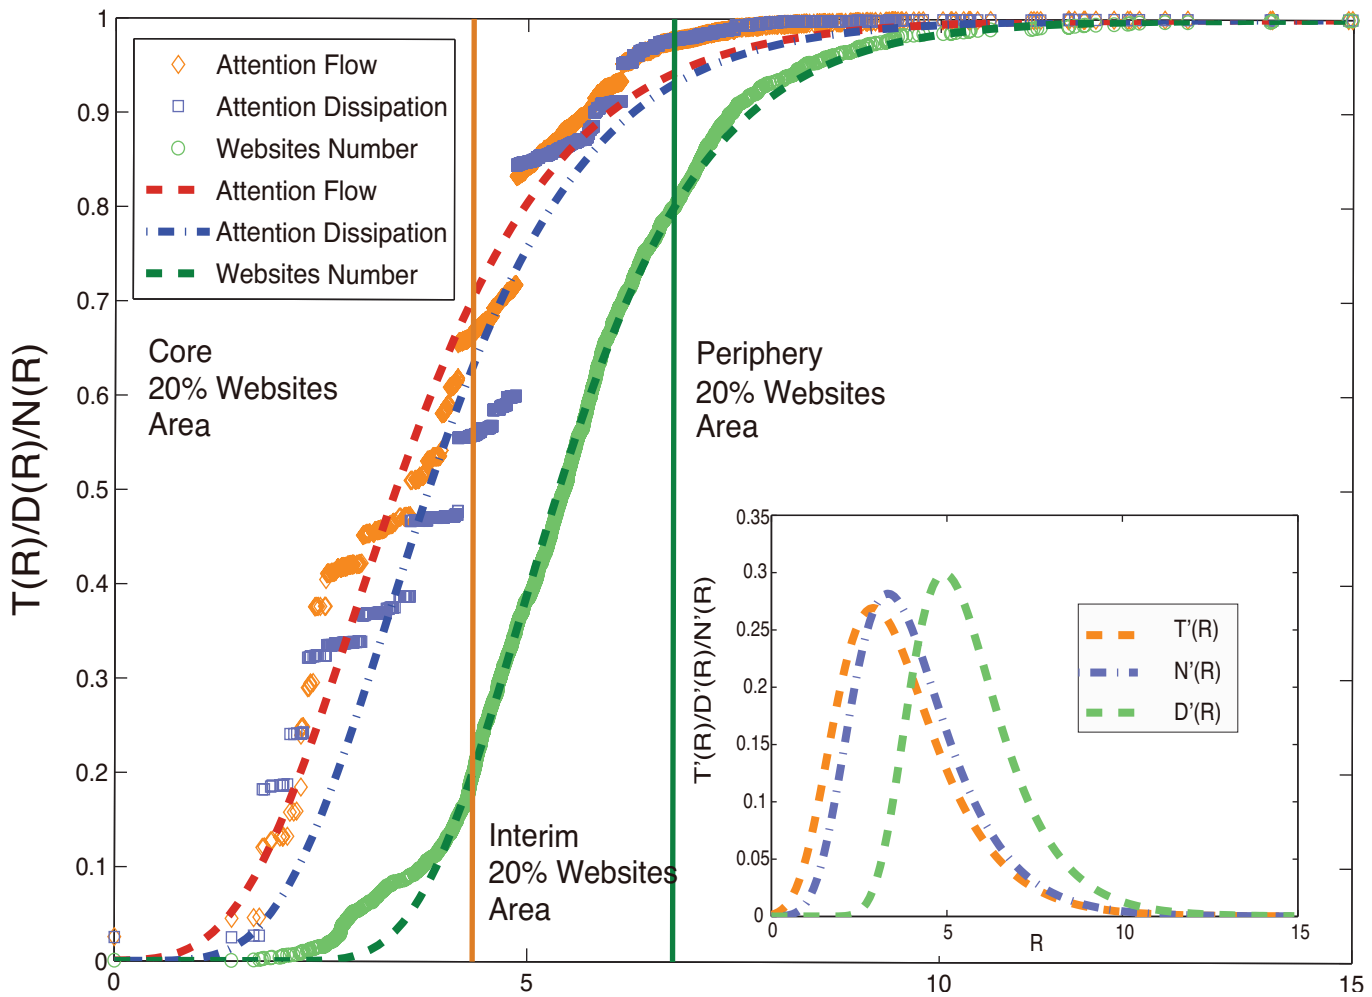 T(R)/D(R)/N(R)
1
0.9
0.8
0.7
0.6
0.5
0.4
0.3
0.2
0.1
0
0
5
10
15
Attention Flow
Attention Dissipation
Websites Number
Attention Flow
Attention Dissipation
Websites Number
Core
20% Websites
Area
Periphery
20% Websites
Area
Interim
20% Websites
Area
T'(R)/D'(R)/N'(R)
0.35
0.3
0.25
0.2
0.15
0.1
0.05
0
0
5
10
15
R
T'(R)
N'(R)
D'(R)